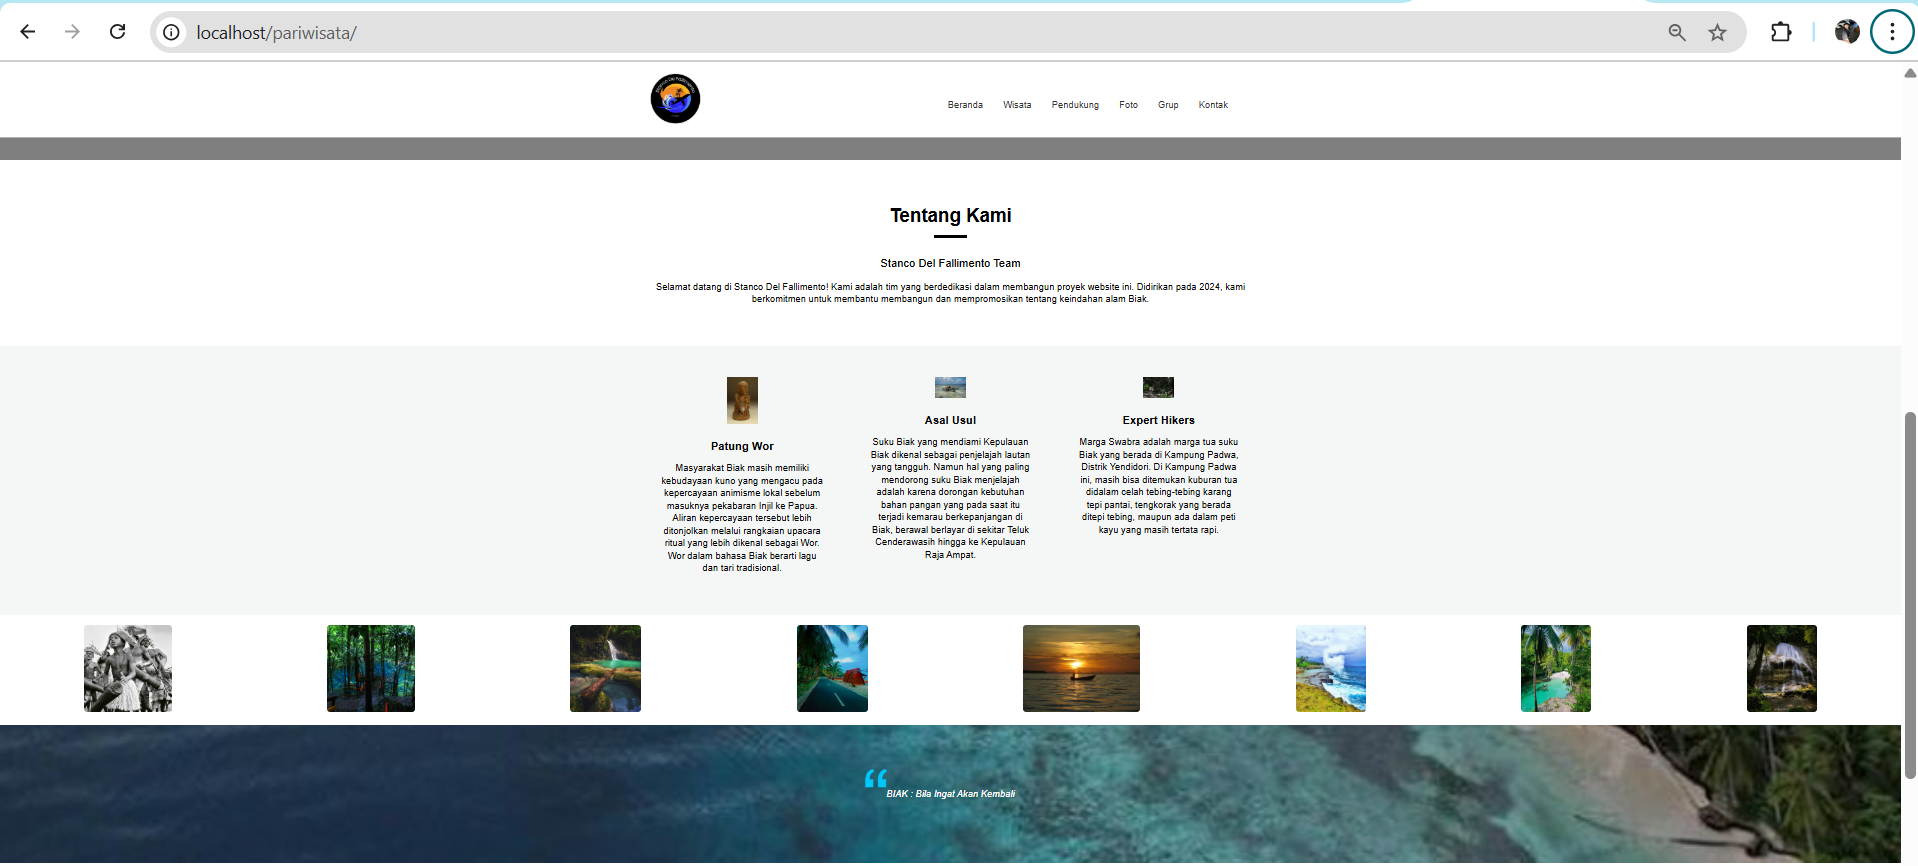 localhost/pariwisata/
Stanco Del Fallimento
Beranda Wisata Pendukung Foto Grup Kontak
Tentang Kami
Stanco Del Fallimento Team
Selamat datang di Stanco Del Fallimento! Kami adalah tim yang berdedikasi dalam membangun proyek website ini. Didirikan pada 2024, kami
berkomitmen untuk membantu membangun dan mempromosikan tentang keindahan alam Biak.
Patung Wor
Masyarakat Biak masih memiliki
kebudayaan kuno yang mengacu pada
kepercayaan animisme lokal sebelum
masuknya pekabaran Injil ke Papua.
Aliran kepercayaan tersebut lebih
ditonjolkan melalui rangkaian upacara
ritual yang lebih dikenal sebagai Wor.
Wor dalam bahasa Biak berarti lagu
dan tari tradisional.
Asal Usul
Suku Biak yang mendiami Kepulauan
Biak dikenal sebagai penjelajah lautan
yang tangguh. Namun hal yang paling
mendorong suku Biak menjelajah
adalah karena dorongan kebutuhan
bahan pangan yang pada saat itu
terjadi kemarau berkepanjangan di
Biak, berawal berlayar di sekitar Teluk
Cenderawasih hingga ke Kepulauan
Raja Ampat.
Expert Hikers
Marga Swabra adalah marga tua suku
Biak yang berada di Kampung Padwa,
Distrik Yendidori. Di Kampung Padwa
ini, masih bisa ditemukan kuburan tua
didalam celah tebing-tebing karang
tepi pantai, tengkorak yang berada
ditepi tebing, maupun ada dalam peti
kayu yang masih tertata rapi.
“ BIAK : Bila Ingat Akan Kembali